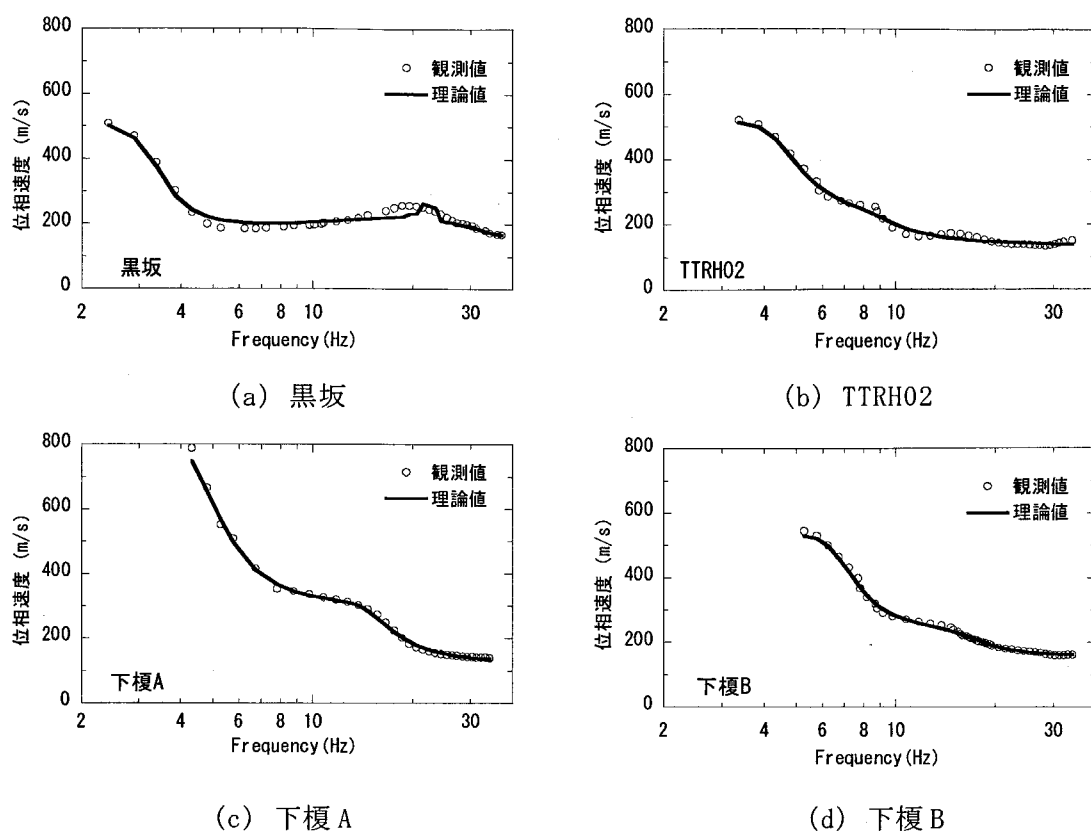 800
600
400
200
0
位相速度 (m/s)
○ 観測値
理論値
黒坂
2 4 6 8 10 30
Frequency(Hz)
(a) 黒坂
800
600
400
200
0
位相速度 (m/s)
○ 観測値
理論値
TTRH02
2 4 6 8 10 30
Frequency(Hz)
(b) TTRH02
800
600
400
200
0
位相速度 (m/s)
○ 観測値
理論値
下榎A
2 4 6 8 10 30
Frequency(Hz)
(c) 下榎 A
800
600
400
200
0
位相速度 (m/s)
○ 観測値
理論値
下榎B
2 4 6 8 10 30
Frequency(Hz)
(d) 下榎 B